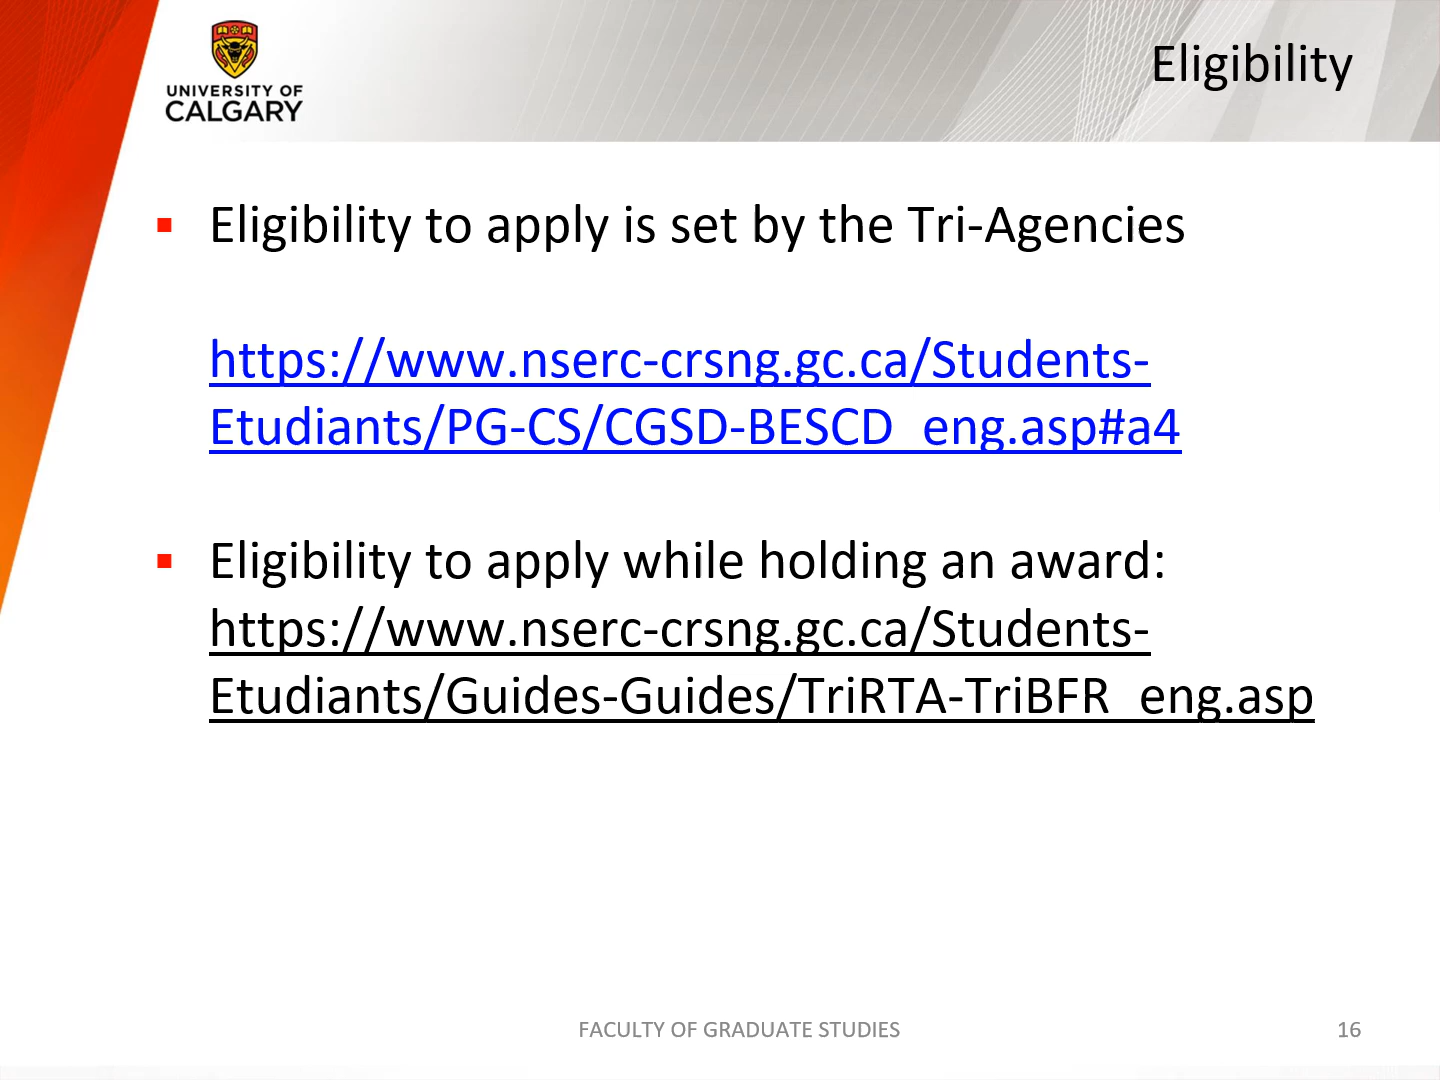 UNIVERSITY OF
CALGARY
Eligibility
▪ Eligibility to apply is set by the Tri-Agencies
https://www.nserc-crsng.gc.ca/Students-
Etudiants/PG-CS/CGSD-BESCD_eng.asp#a4
▪ Eligibility to apply while holding an award:
https://www.nserc-crsng.gc.ca/Students-
Etudiants/Guides-Guides/TriRTA-TriBFR_eng.asp
FACULTY OF GRADUATE STUDIES
16